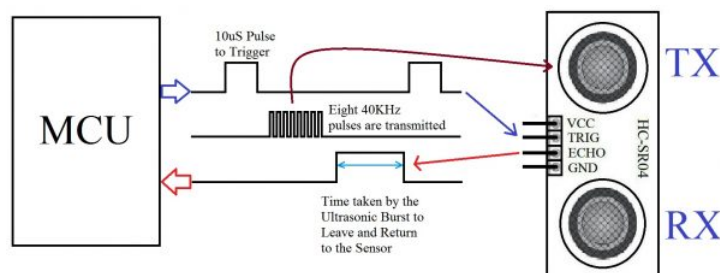 10uS Pulse
to Trigger
TX
MCU
Eight 40KHz
pulses are transmitted
VCC
TRIG
ECHO
GND
HC-SR04
Time taken by the
Ultrasonic Burst to
Leave and Return
to the Sensor
RX